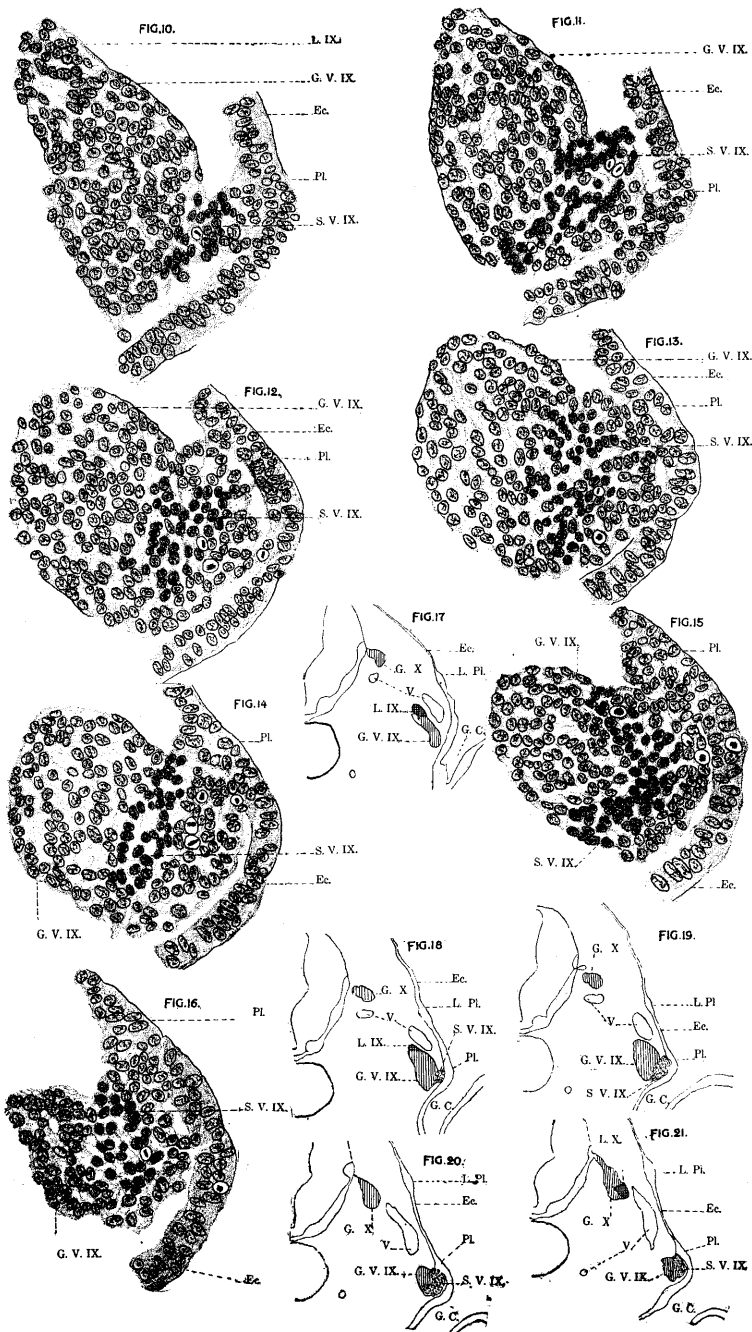 FIG.10.
L. IX.
G. V. IX.
Ec.
Pl.
S. V. IX.
FIG.11.
G. V. IX.
Ec.
S. V. IX.
Pl.
FIG.12.
G. V. IX.
Ec.
Pl.
S. V. IX.
FIG.13.
G. V. IX.
Ec.
Pl.
S. V. IX.
FIG.14
Pl.
S. V. IX.
Ec.
G. V. IX.
FIG.17
Ec.
G. X
L. Pl.
V.
L. IX.
G. C.
G. V. IX.
FIG.15
G. V. IX.
Pl.
S. V. IX.
Ec.
FIG.16.
Pl.
S. V. IX.
G. V. IX.
Ec.
FIG.18
G. X
Ec.
L. Pl.
V.
S. V. IX.
L. IX.
Pl.
G. V. IX.
G. C.
FIG.19.
G. X
L. Pl
V.
Ec.
G. V. IX.
Pl.
S V. IX.
G. C.
FIG.20.
L. Pl.
Ec.
G. X
V.
Pl.
G. V. IX.
S. V. IX.
G. C.
FIG.21.
L. X.
L. Pl.
G. X
Ec.
V.
Pl.
S. V. IX.
G. V. IX.
G. C.